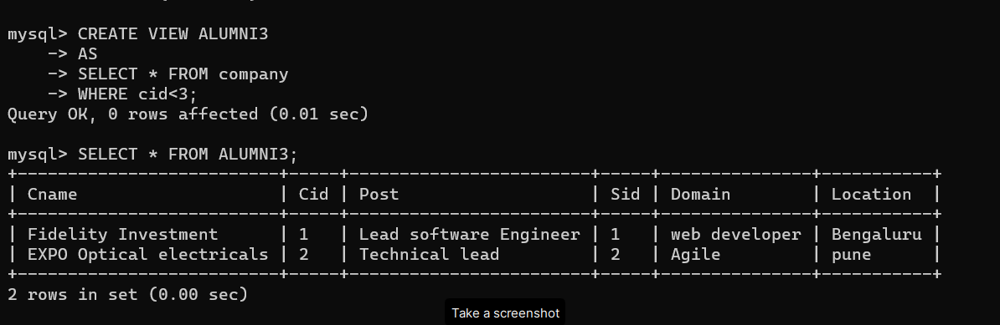 mysql> CREATE VIEW ALUMNI3
    -> AS
    -> SELECT * FROM company
    -> WHERE cid<3;
Query OK, 0 rows affected (0.01 sec)

mysql> SELECT * FROM ALUMNI3;
+--------------------------+-----+------------------------+-----+---------------+-----------+
| Cname                    | Cid | Post                   | Sid | Domain        | Location  |
+--------------------------+-----+------------------------+-----+---------------+-----------+
| Fidelity Investment      | 1   | Lead software Engineer | 1   | web developer | Bengaluru |
| EXPO Optical electricals | 2   | Technical lead         | 2   | Agile         | pune      |
+--------------------------+-----+------------------------+-----+---------------+-----------+
2 rows in set (0.00 sec)
Take a screenshot